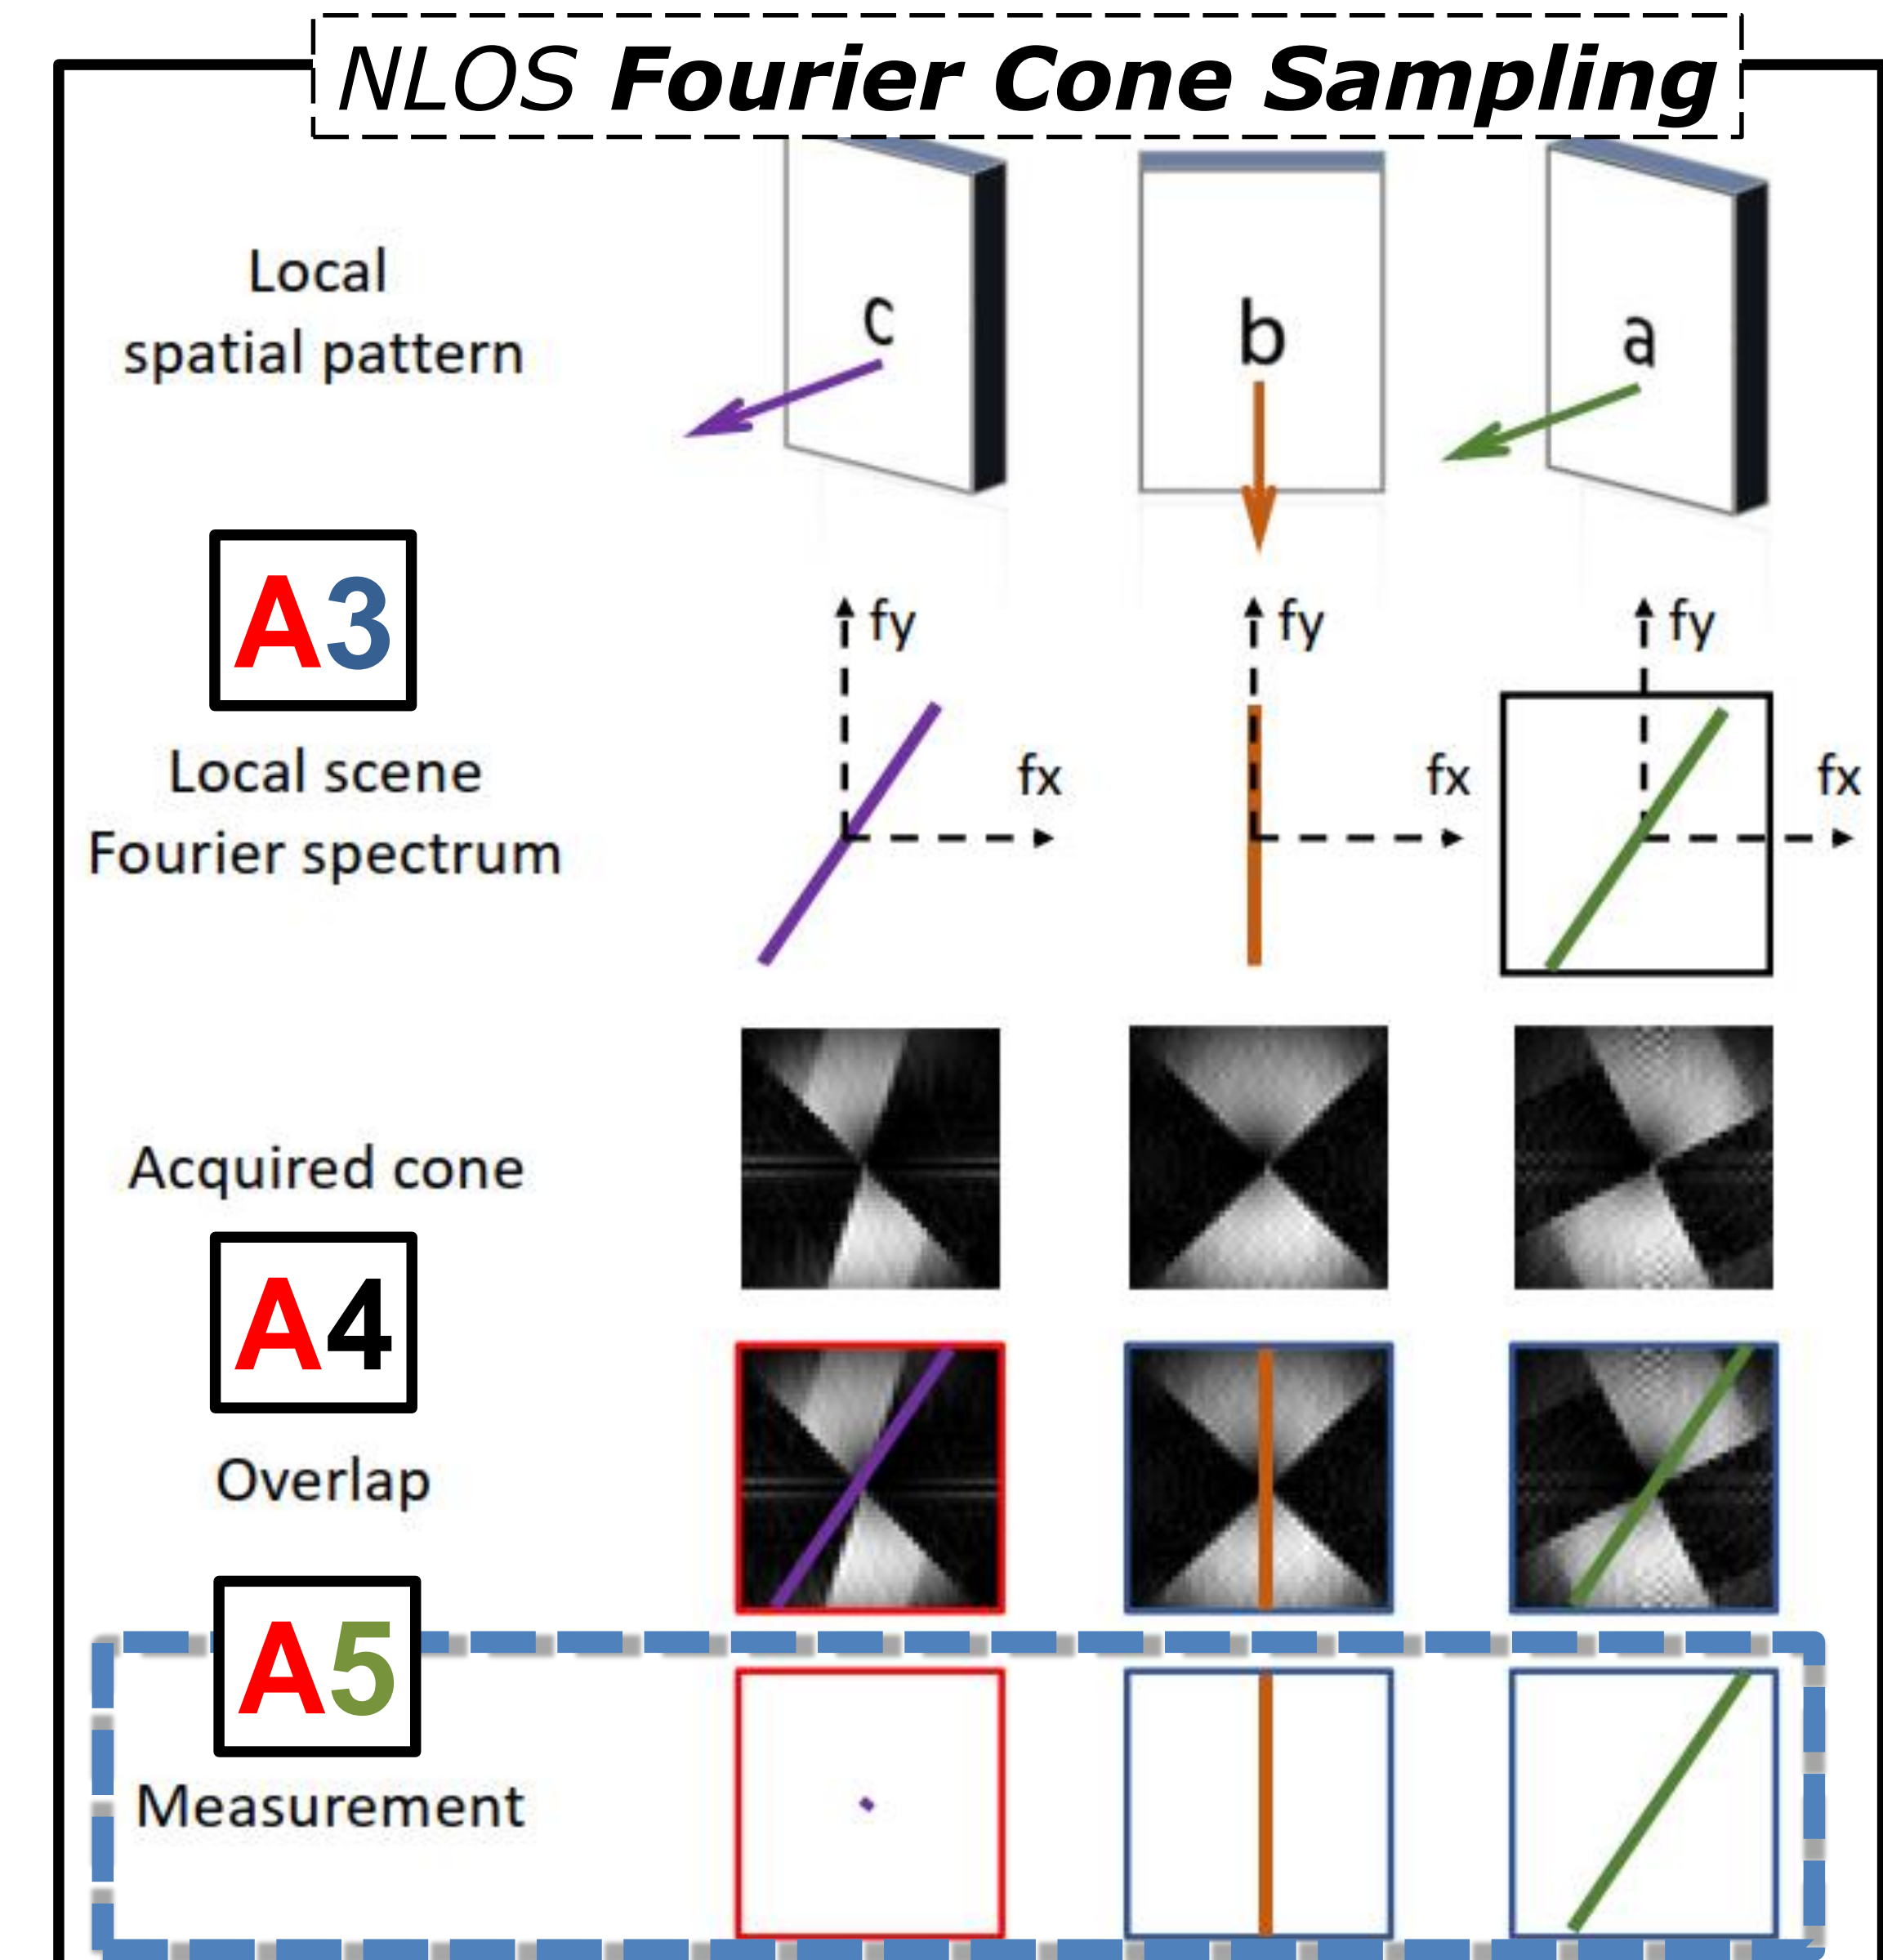 NLOS Fourier Cone Sampling
Local
spatial pattern
c
b
a
A3
fy
fy
fy
Local scene
Fourier spectrum
fx
fx
fx
Acquired cone
A4
Overlap
A5
Measurement